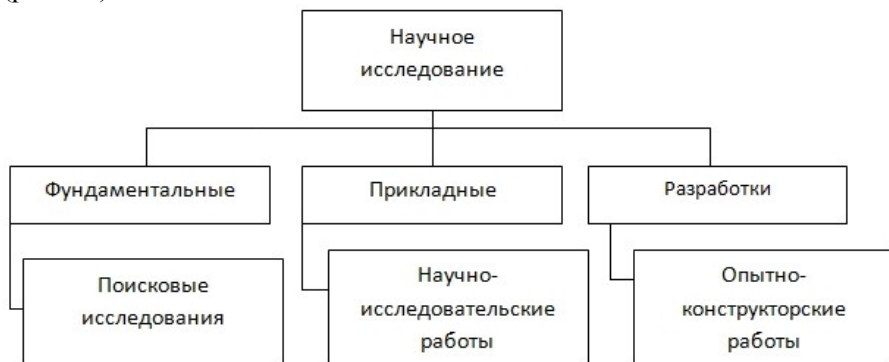 Научное
исследование
Фундаментальные
Прикладные
Разработки
Поисковые
исследования
Научно-
исследовательские
работы
Опытно-
конструкторские
работы